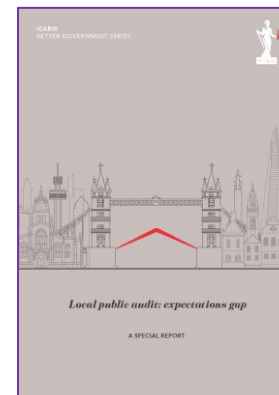 ICAEW
BETTER GOVERNMENT SERIES
Local public audit: expectations gap
A SPECIAL REPORT